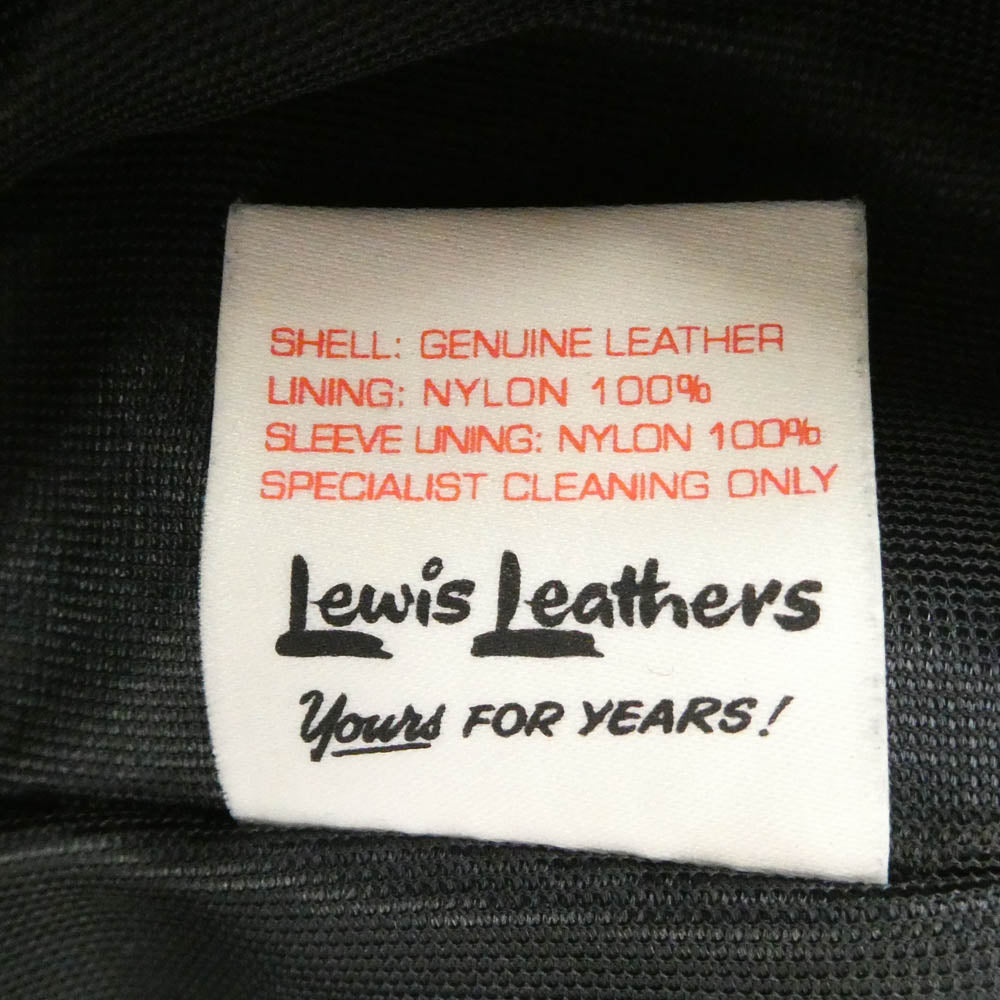 SHELL: GENUINE LEATHER
LINING: NYLON 100%
SLEEVE LINING: NYLON 100%
SPECIALIST CLEANING ONLY
Lewis Leathers
Yours FOR YEARS!